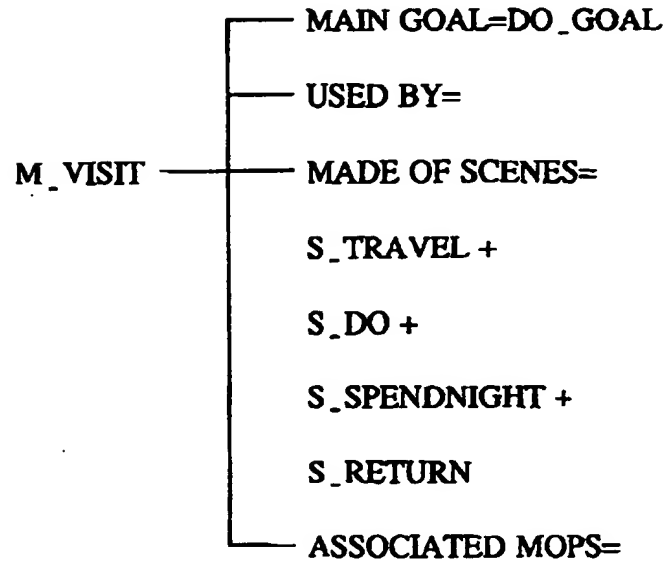 MAIN GOAL=DO_GOAL
USED BY=
M_VISIT
MADE OF SCENES=
S_TRAVEL +
S_DO +
S_SPENDNIGHT +
S_RETURN
ASSOCIATED MOPS=